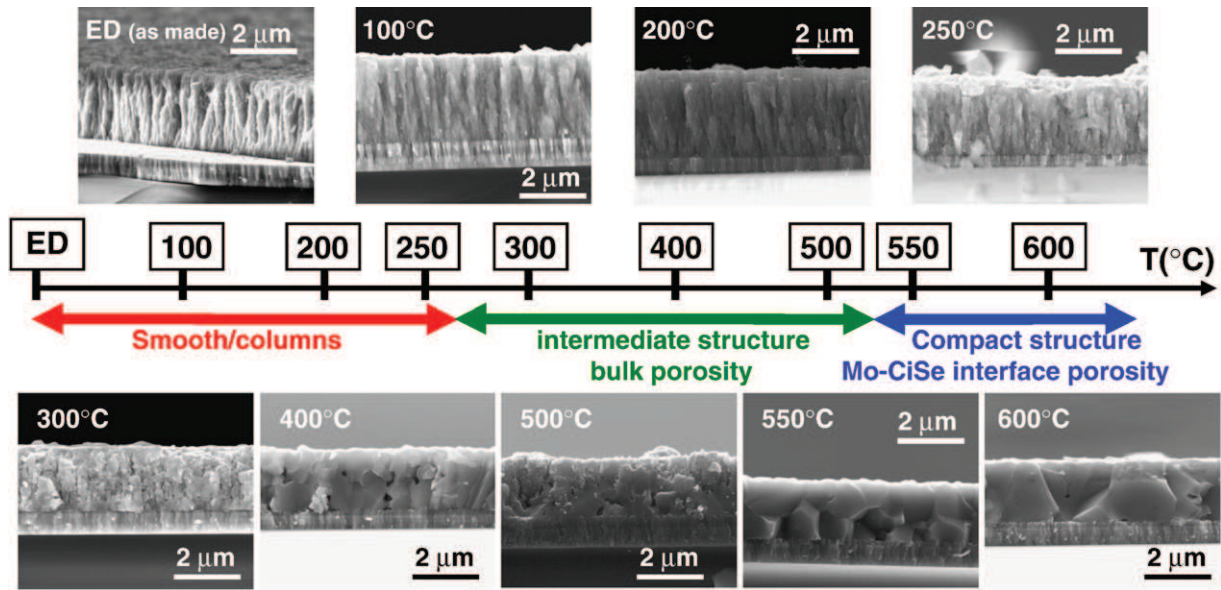 ED (as made)
2 μm
100°C
2 μm
200°C
2 μm
250°C
2 μm
ED
100
200
250
300
400
500
550
600
T(°C)
Smooth/columns
intermediate structure
bulk porosity
Compact structure
Mo-CiSe interface porosity
300°C
2 μm
400°C
2 μm
500°C
2 μm
550°C
2 μm
600°C
2 μm